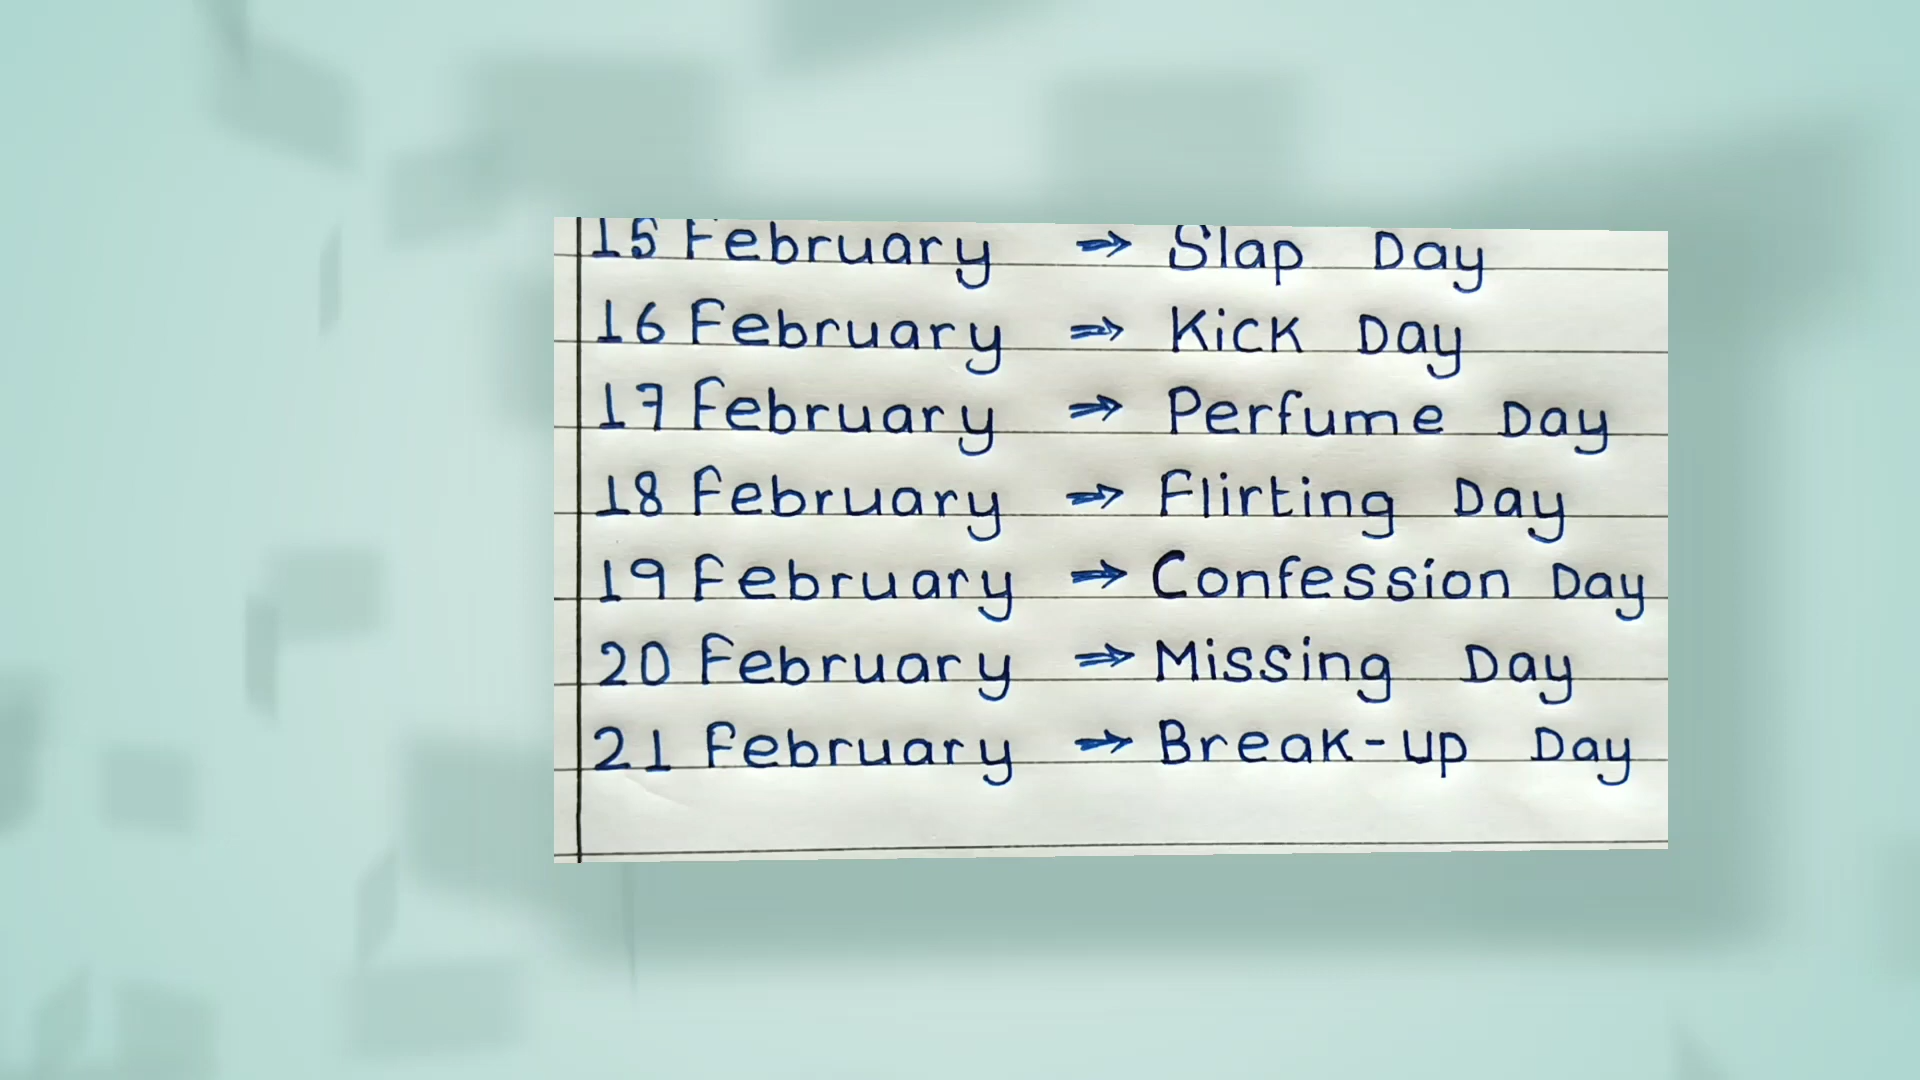 15 February ⇒ Slap Day
16 February ⇒ Kick Day
17 February ⇒ Perfume Day
18 February ⇒ Flirting Day
19 February ⇒ Confession Day
20 February ⇒ Missing Day
21 February ⇒ Break-up Day